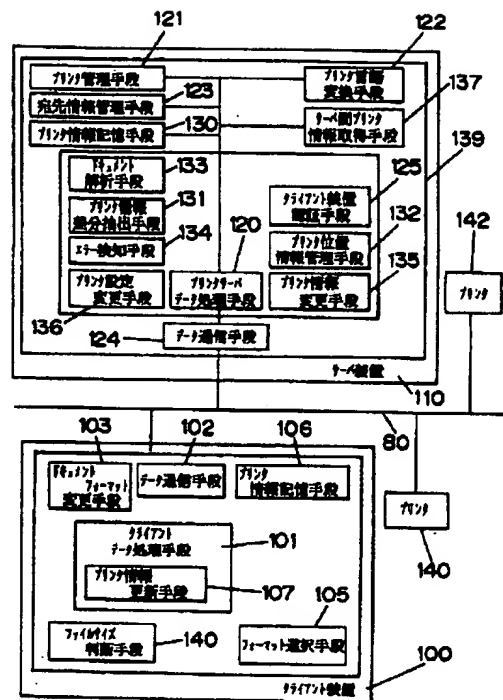 121
122
プリンタ管理手段
プリンタ言語
変換手段
123
137
宛先情報管理手段
プリンタ情報記憶手段
サーバ間プリンタ
情報取得手段
130
139
133
ドキュメント
解析手段
125
131
クライアント装置
認証手段
プリンタ情報
差分抽出手段
132
134
エラー検知手段
120
プリンタ位置
情報管理手段
135
142
プリンタ
プリンタ設定
変更手段
プリンタサーバ
データ処理手段
プリンタ情報
変更手段
136
124
データ通信手段
サーバ装置
110
103
102
106
80
ドキュメント
フォーマット
変更手段
データ通信手段
プリンタ
情報記憶手段
プリンタ
クライアント
データ処理手段
101
140
プリンタ情報
更新手段
107
105
ファイルサイズ
判断手段
フォーマット選択手段
140
100
クライアント装置